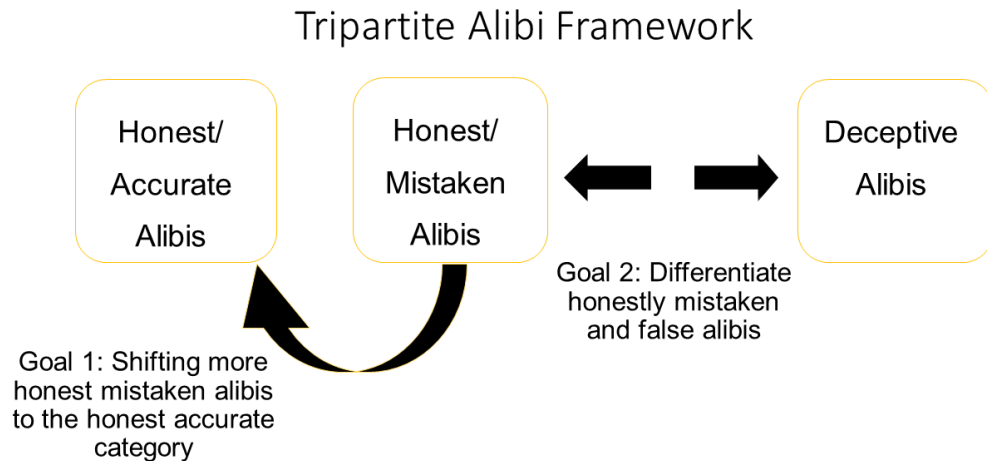 Tripartite Alibi Framework
Honest/
Accurate
Alibis
Honest/
Mistaken
Alibis
Deceptive
Alibis
Goal 2: Differentiate
honestly mistaken
and false alibis
Goal 1: Shifting more
honest mistaken alibis
to the honest accurate
category